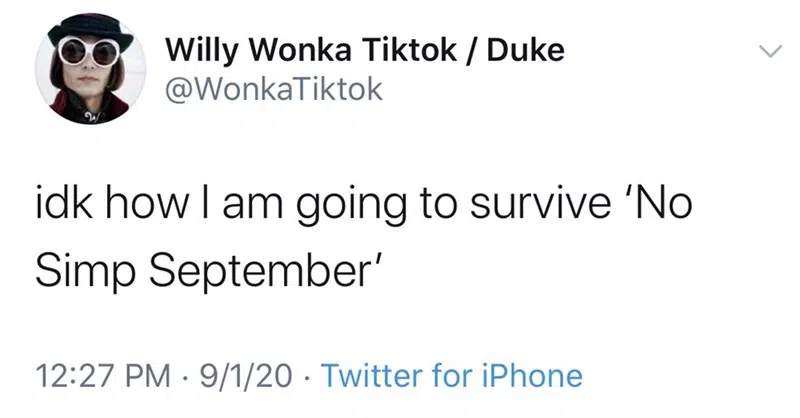 Willy Wonka Tiktok / Duke
@WonkaTiktok
idk how I am going to survive ‘No
Simp September’
12:27 PM · 9/1/20 · Twitter for iPhone